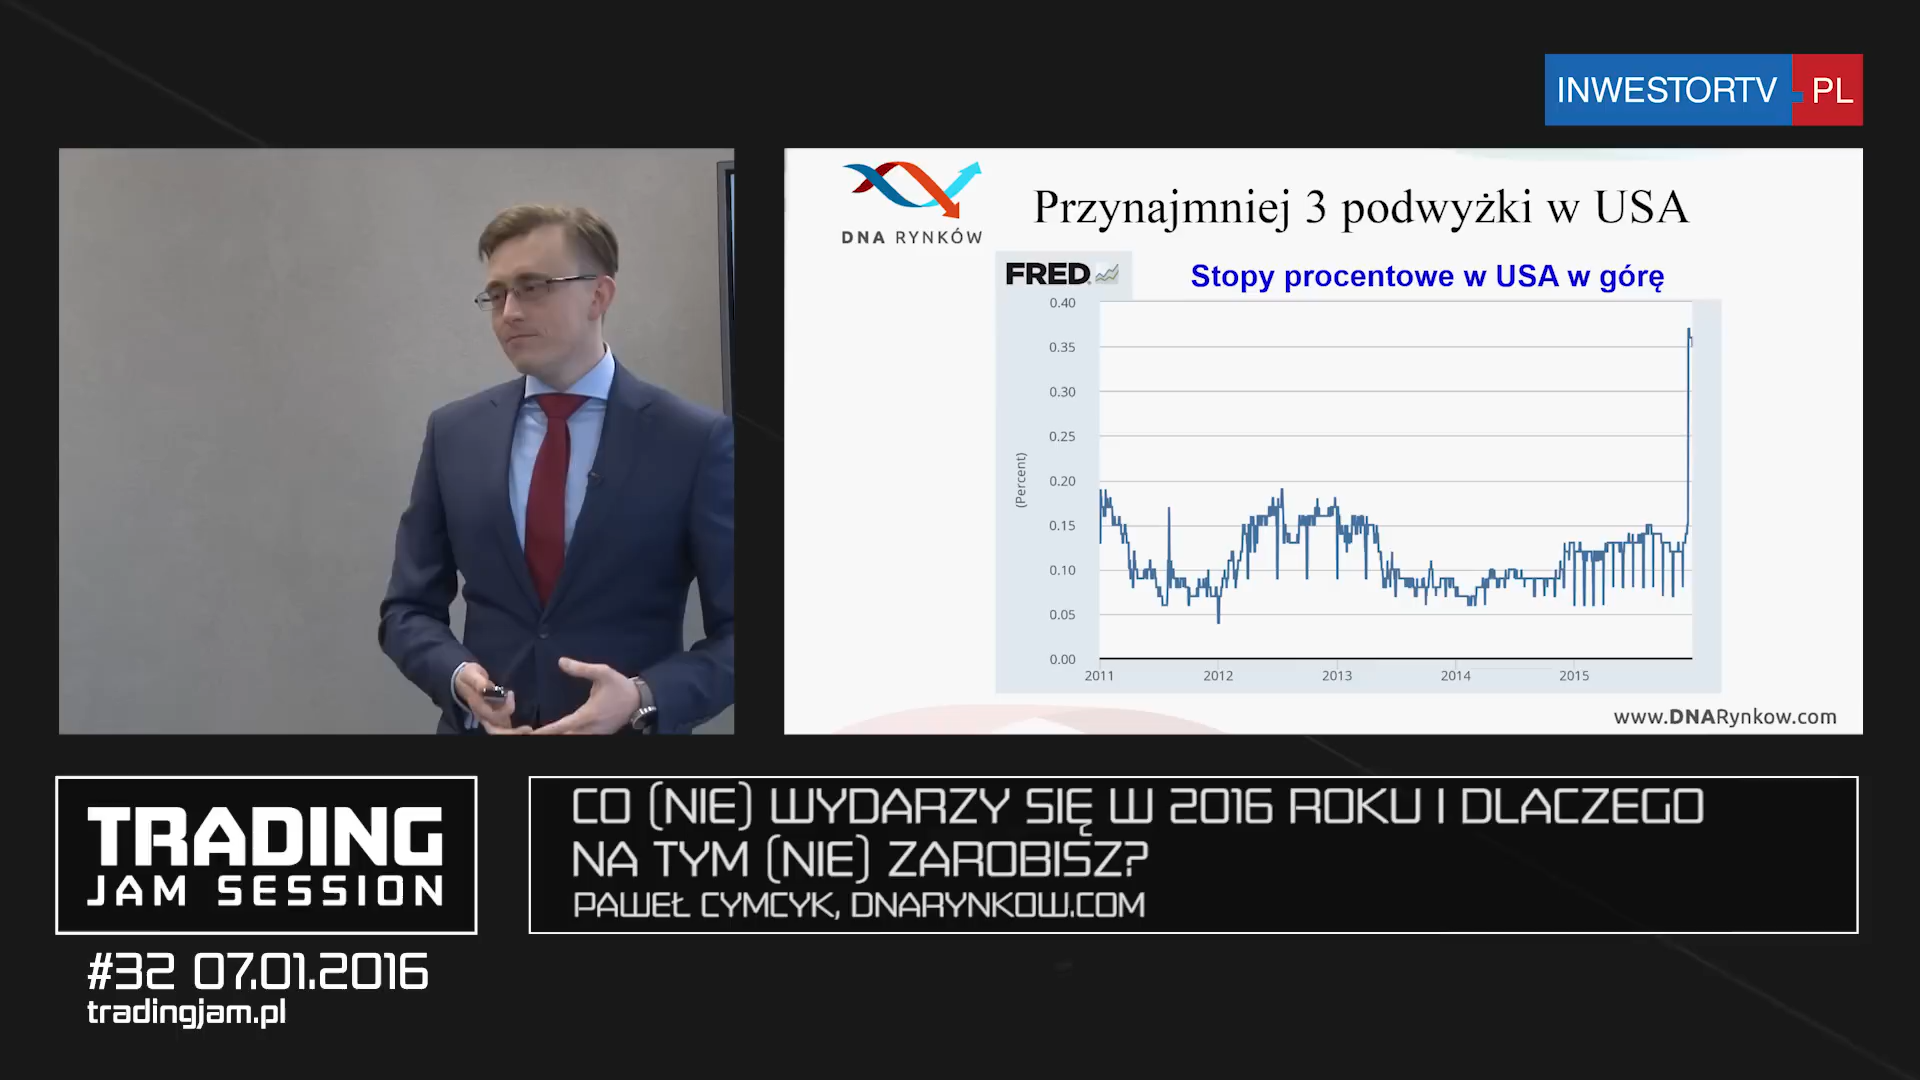 INWESTORTV.PL
DNA RYNKÓW
Przynajmniej 3 podwyżki w USA
FRED
Stopy procentowe w USA w górę
0.40
0.35
0.30
0.25
0.20
0.15
0.10
0.05
0.00
(Percent)
2011 2012 2013 2014 2015
www.DNARynkow.com
TRADING
JAM SESSION
#32 07.01.2016
tradingjam.pl
CO (NIE) WYDARZY SIĘ W 2016 ROKU I DLACZEGO
NA TYM (NIE) ZAROBISZ?
PAWEŁ CYMCYK, DNARYNKOW.COM